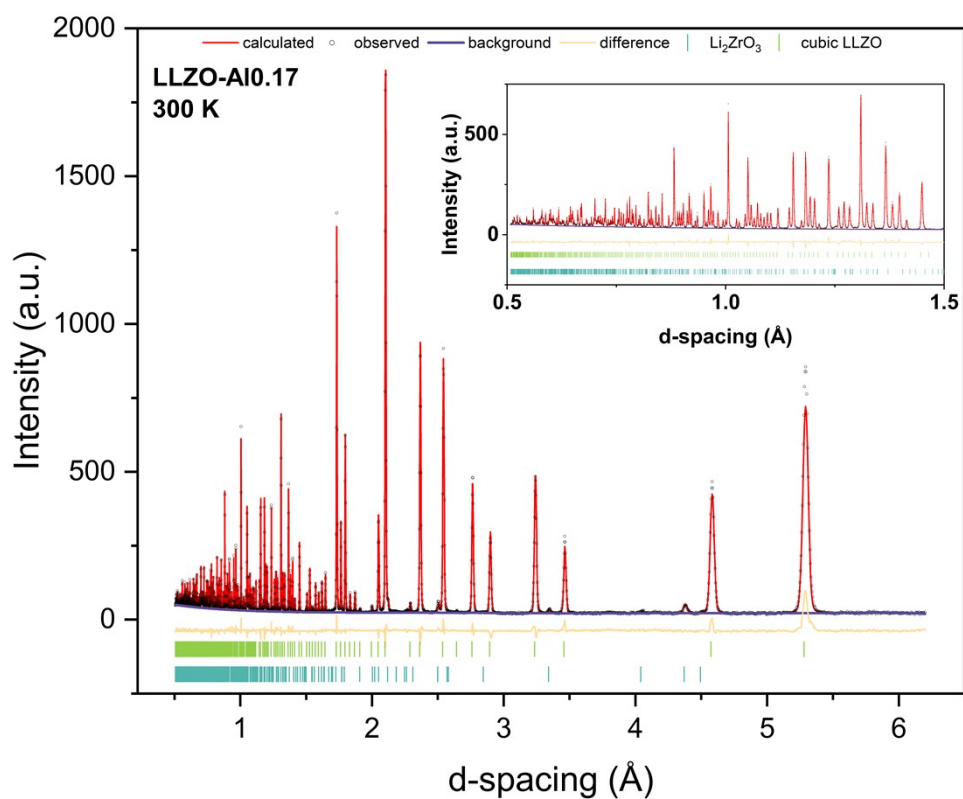 2000
calculated observed background difference Li₂ZrO₃ cubic LLZO
LLZO-Al0.17
300 K
1500
1000
500
0
Intensity (a.u.)
1 2 3 4 5 6
d-spacing (Å)
500
0
Intensity (a.u.)
0.5 1.0 1.5
d-spacing (Å)